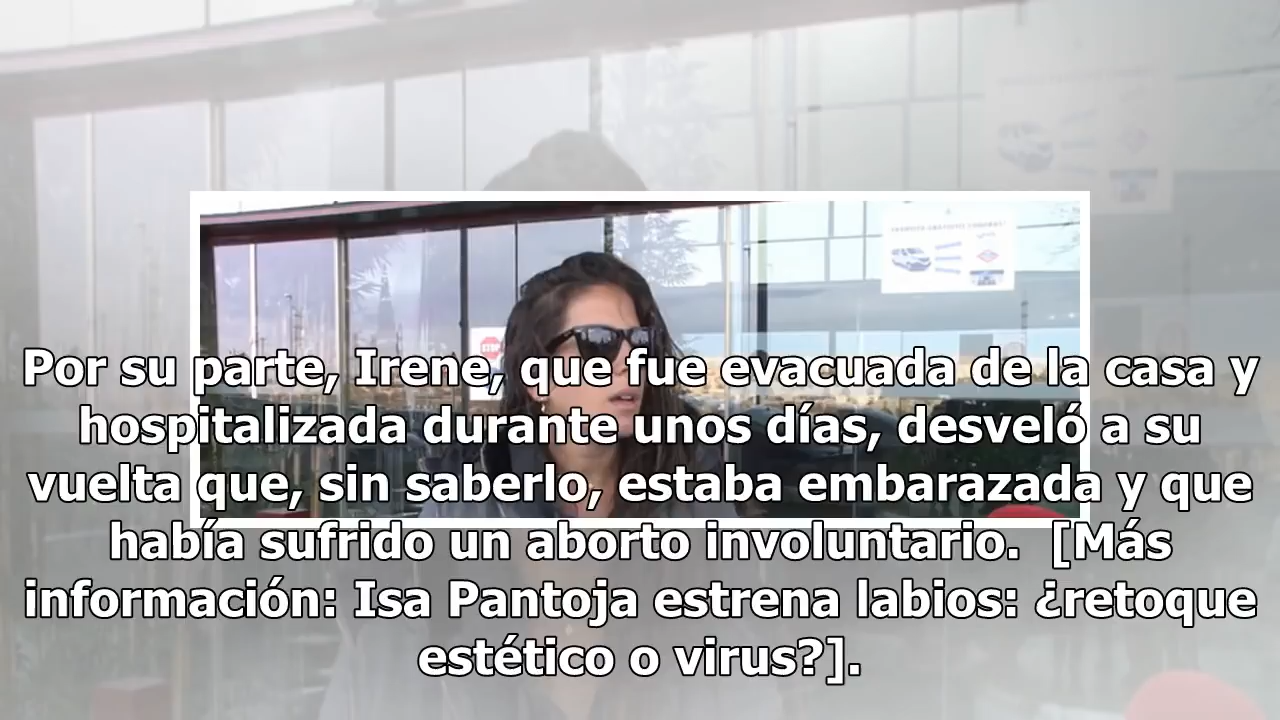 Por su parte, Irene, que fue evacuada de la casa y
hospitalizada durante unos días, desveló a su
vuelta que, sin saberlo, estaba embarazada y que
había sufrido un aborto involuntario.  [Más
información: Isa Pantoja estrena labios: ¿retoque
estético o virus?].
STOP